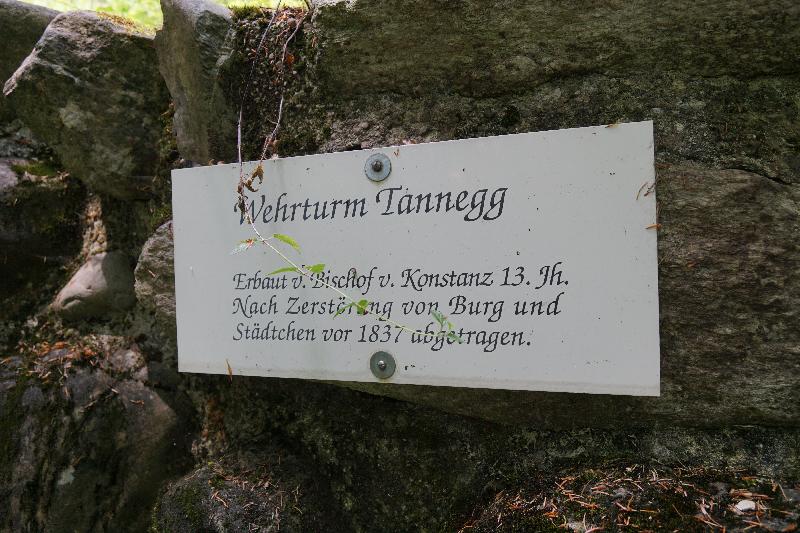 Wehrturm Tannegg
Erbaut v. Bischof v. Konstanz 13. Jh.
Nach Zerstörung von Burg und
Städtchen vor 1837 abgetragen.